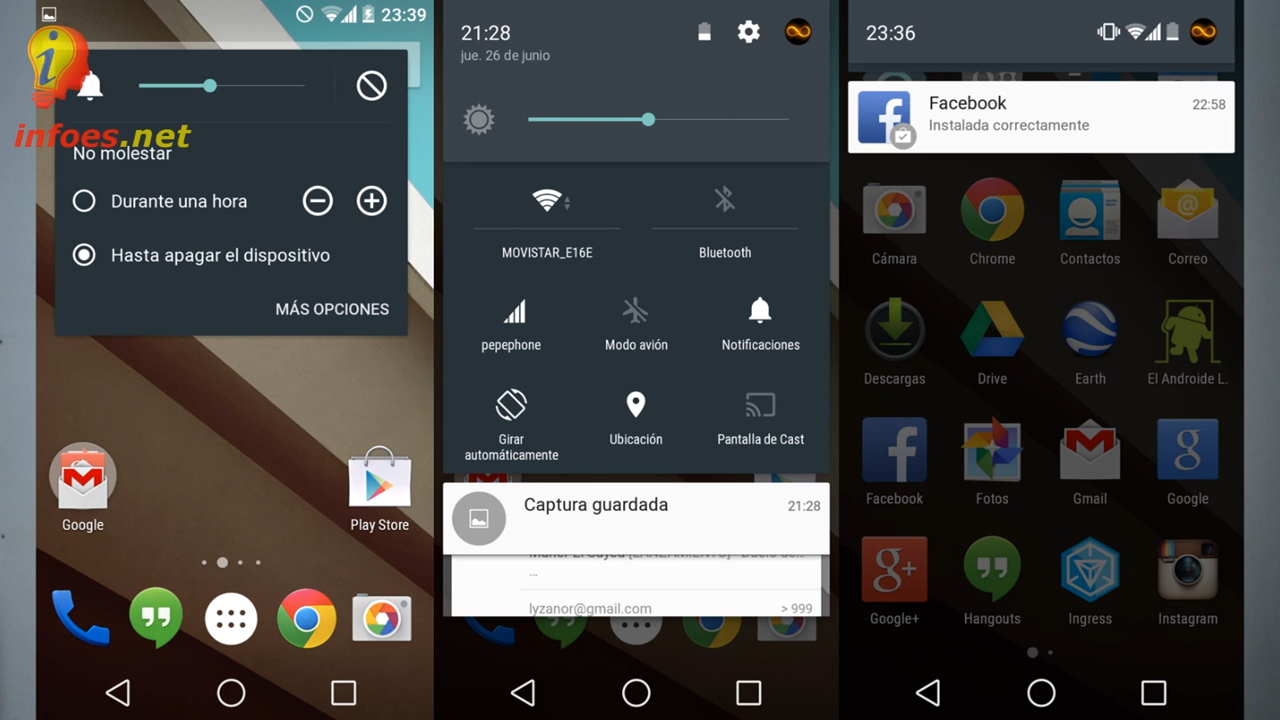 23:39
infoes.net
No molestar
Durante una hora
Hasta apagar el dispositivo
MÁS OPCIONES
Google
Play Store
21:28
jue. 26 de junio
MOVISTAR_E16E
Bluetooth
pepephone
Modo avión
Notificaciones
Girar
automáticamente
Ubicación
Pantalla de Cast
Captura guardada
21:28
...
lyzanor@gmail.com
> 999
23:36
Facebook
22:58
Instalada correctamente
Cámara
Chrome
Contactos
Correo
Descargas
Drive
Earth
El Androide L.
Facebook
Fotos
Gmail
Google
Google+
Hangouts
Ingress
Instagram